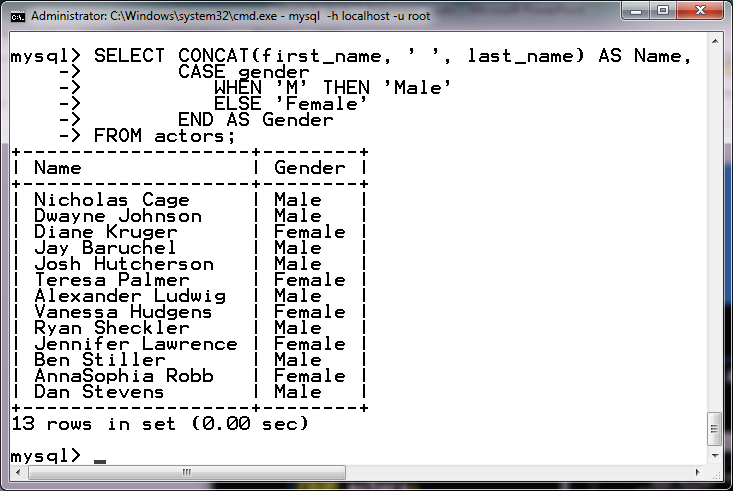 Administrator: C:\Windows\system32\cmd.exe - mysql  -h localhost -u root
mysql> SELECT CONCAT(first_name, ' ', last_name) AS Name,
    ->        CASE gender
    ->           WHEN 'M' THEN 'Male'
    ->           ELSE 'Female'
    ->        END AS Gender
    -> FROM actors;
+-------------------+--------+
| Name              | Gender |
+-------------------+--------+
| Nicholas Cage     | Male   |
| Dwayne Johnson    | Male   |
| Diane Kruger      | Female |
| Jay Baruchel      | Male   |
| Josh Hutcherson   | Male   |
| Teresa Palmer     | Female |
| Alexander Ludwig  | Male   |
| Vanessa Hudgens   | Female |
| Ryan Sheckler     | Male   |
| Jennifer Lawrence | Female |
| Ben Stiller       | Male   |
| AnnaSophia Robb   | Female |
| Dan Stevens       | Male   |
+-------------------+--------+
13 rows in set (0.00 sec)
mysql> _